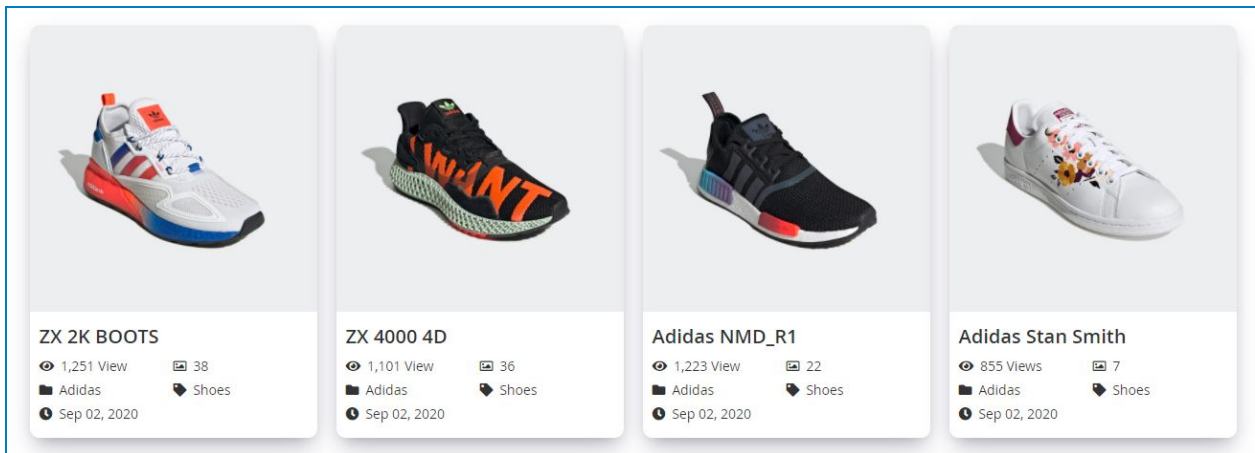 WANT
ZX 2K BOOTS
1,251 View
38
Adidas
Shoes
Sep 02, 2020
ZX 4000 4D
1,101 View
36
Adidas
Shoes
Sep 02, 2020
Adidas NMD_R1
1,223 View
22
Adidas
Shoes
Sep 02, 2020
Adidas Stan Smith
855 Views
7
Adidas
Shoes
Sep 02, 2020